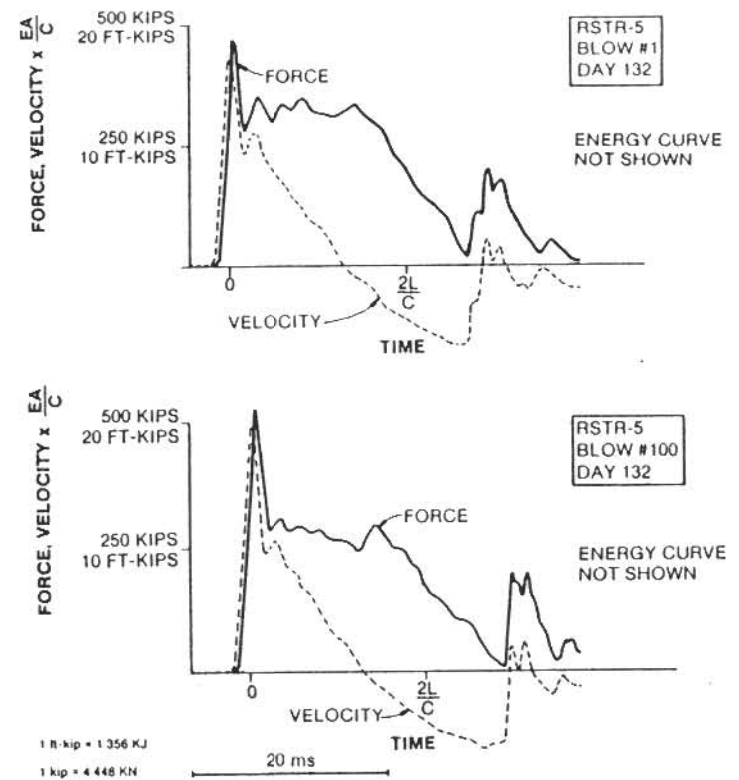 FORCE, VELOCITY x EA/C
500 KIPS
20 FT-KIPS
FORCE
RSTR-5
BLOW #1
DAY 132
250 KIPS
10 FT-KIPS
ENERGY CURVE
NOT SHOWN
0
2L/C
VELOCITY
TIME
FORCE, VELOCITY x EA/C
500 KIPS
20 FT-KIPS
RSTR-5
BLOW #100
DAY 132
FORCE
250 KIPS
10 FT-KIPS
ENERGY CURVE
NOT SHOWN
0
2L/C
VELOCITY
TIME
1 ft-kip = 1.356 KJ
20 ms
1 kip = 4.448 KN